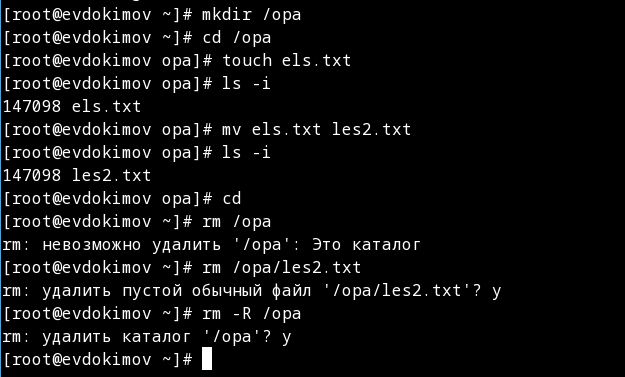 [root@evdokimov ~]# mkdir /opa
[root@evdokimov ~]# cd /opa
[root@evdokimov opa]# touch els.txt
[root@evdokimov opa]# ls -i
147098 els.txt
[root@evdokimov opa]# mv els.txt les2.txt
[root@evdokimov opa]# ls -i
147098 les2.txt
[root@evdokimov opa]# cd
[root@evdokimov ~]# rm /opa
rm: невозможно удалить '/opa': Это каталог
[root@evdokimov ~]# rm /opa/les2.txt
rm: удалить пустой обычный файл '/opa/les2.txt'? y
[root@evdokimov ~]# rm -R /opa
rm: удалить каталог '/opa'? y
[root@evdokimov ~]#